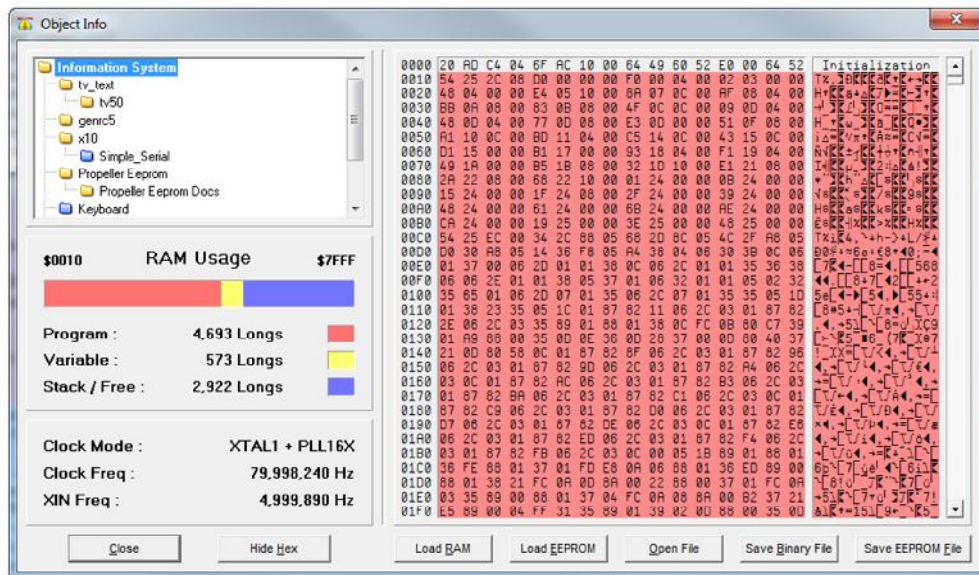 Object Info
Information System
tv_text
tv50
genrc5
x10
Simple_Serial
Propeller Eeprom
Propeller Eeprom Docs
Keyboard
RAM Usage
$0010 $7FFF
Program : 4,693 Longs
Variable : 573 Longs
Stack / Free : 2,922 Longs
Clock Mode : XTAL1 + PLL16X
Clock Freq : 79,998,240 Hz
XIN Freq : 4,999,890 Hz
0000 20 AD C4 04 6F AC 10 00 64 49 60 52 E0 00 64 52 Initialization
0010 54 25 2C 08 D0 00 00 00 F0 00 04 00 02 03 00 00
0020 48 04 00 00 E4 05 10 00 8A 07 0C 00 AF 08 04 00
0030 BB 0A 08 00 83 0B 08 00 4F 0C 0C 00 09 0D 04 00
0040 48 0D 04 00 77 0D 08 00 E3 0D 00 00 51 0F 08 00
0050 A1 10 0C 00 BD 11 04 00 C5 14 0C 00 43 15 0C 00
0060 D1 15 00 00 B1 17 00 00 93 18 04 00 F1 19 04 00
0070 49 1A 00 00 B5 1B 08 00 32 1D 10 00 E1 21 08 00
0080 2A 22 08 00 68 22 10 00 01 24 00 00 0B 24 00 00
0090 15 24 00 00 1F 24 08 00 2F 24 00 00 39 24 00 00
00A0 48 24 00 00 61 24 00 00 6B 24 00 00 AE 24 00 00
00B0 CA 24 00 00 19 25 00 00 3E 25 00 00 48 25 00 00
00C0 54 25 EC 00 34 2C 88 05 68 2D 8C 05 4C 2F A8 05
00D0 D0 30 A8 05 14 36 F8 05 A4 38 04 06 30 3B 0C 06
00E0 01 37 00 06 2D 01 01 38 0C 06 2C 01 01 35 36 38
00F0 06 06 2E 01 01 38 05 37 01 06 32 01 01 05 02 32
0100 35 65 01 06 2D 07 01 35 06 2C 07 01 35 35 05 1D
0110 01 38 23 35 05 1C 01 87 82 11 06 2C 03 01 87 82
0120 2E 06 2C 03 35 89 01 88 01 38 0C FC 0B 80 C7 39
0130 01 A9 88 00 35 0D 0E 36 0D 28 37 00 0D 80 40 37
0140 21 0D 80 58 0C 01 87 82 8F 06 2C 03 01 87 82 96
0150 06 2C 03 01 87 82 9D 06 2C 03 01 87 82 A4 06 2C
0160 03 0C 01 87 82 AC 06 2C 03 01 87 82 B3 06 2C 03
0170 01 87 82 BA 06 2C 03 01 87 82 C1 06 2C 03 0C 01
0180 87 82 C9 06 2C 03 01 87 82 D0 06 2C 03 01 87 82
0190 D7 06 2C 03 01 87 82 DE 06 2C 03 0C 01 87 82 E6
01A0 06 2C 03 01 87 82 ED 06 2C 03 01 87 82 F4 06 2C
01B0 03 01 87 82 FB 06 2C 03 0C 00 05 1B 89 01 88 01
01C0 36 FE 88 01 37 01 FD E8 0A 06 88 01 36 ED 89 00
01D0 88 01 38 21 FC 0A 0D 8A 00 22 88 00 37 01 FC 0A
01E0 03 35 89 00 88 01 37 04 FC 0A 08 8A 00 B2 37 21
01F0 E5 89 00 04 FF 31 35 89 01 39 02 0D 88 00 35 0D
Close Hide Hex Load RAM Load EEPROM Open File Save Binary File Save EEPROM File